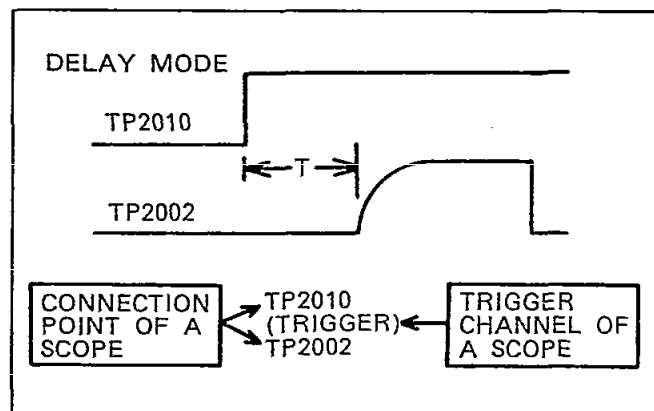 DELAY MODE
TP2010
T
TP2002
CONNECTION
POINT OF A
SCOPE
TP2010
(TRIGGER)
TP2002
TRIGGER
CHANNEL OF
A SCOPE